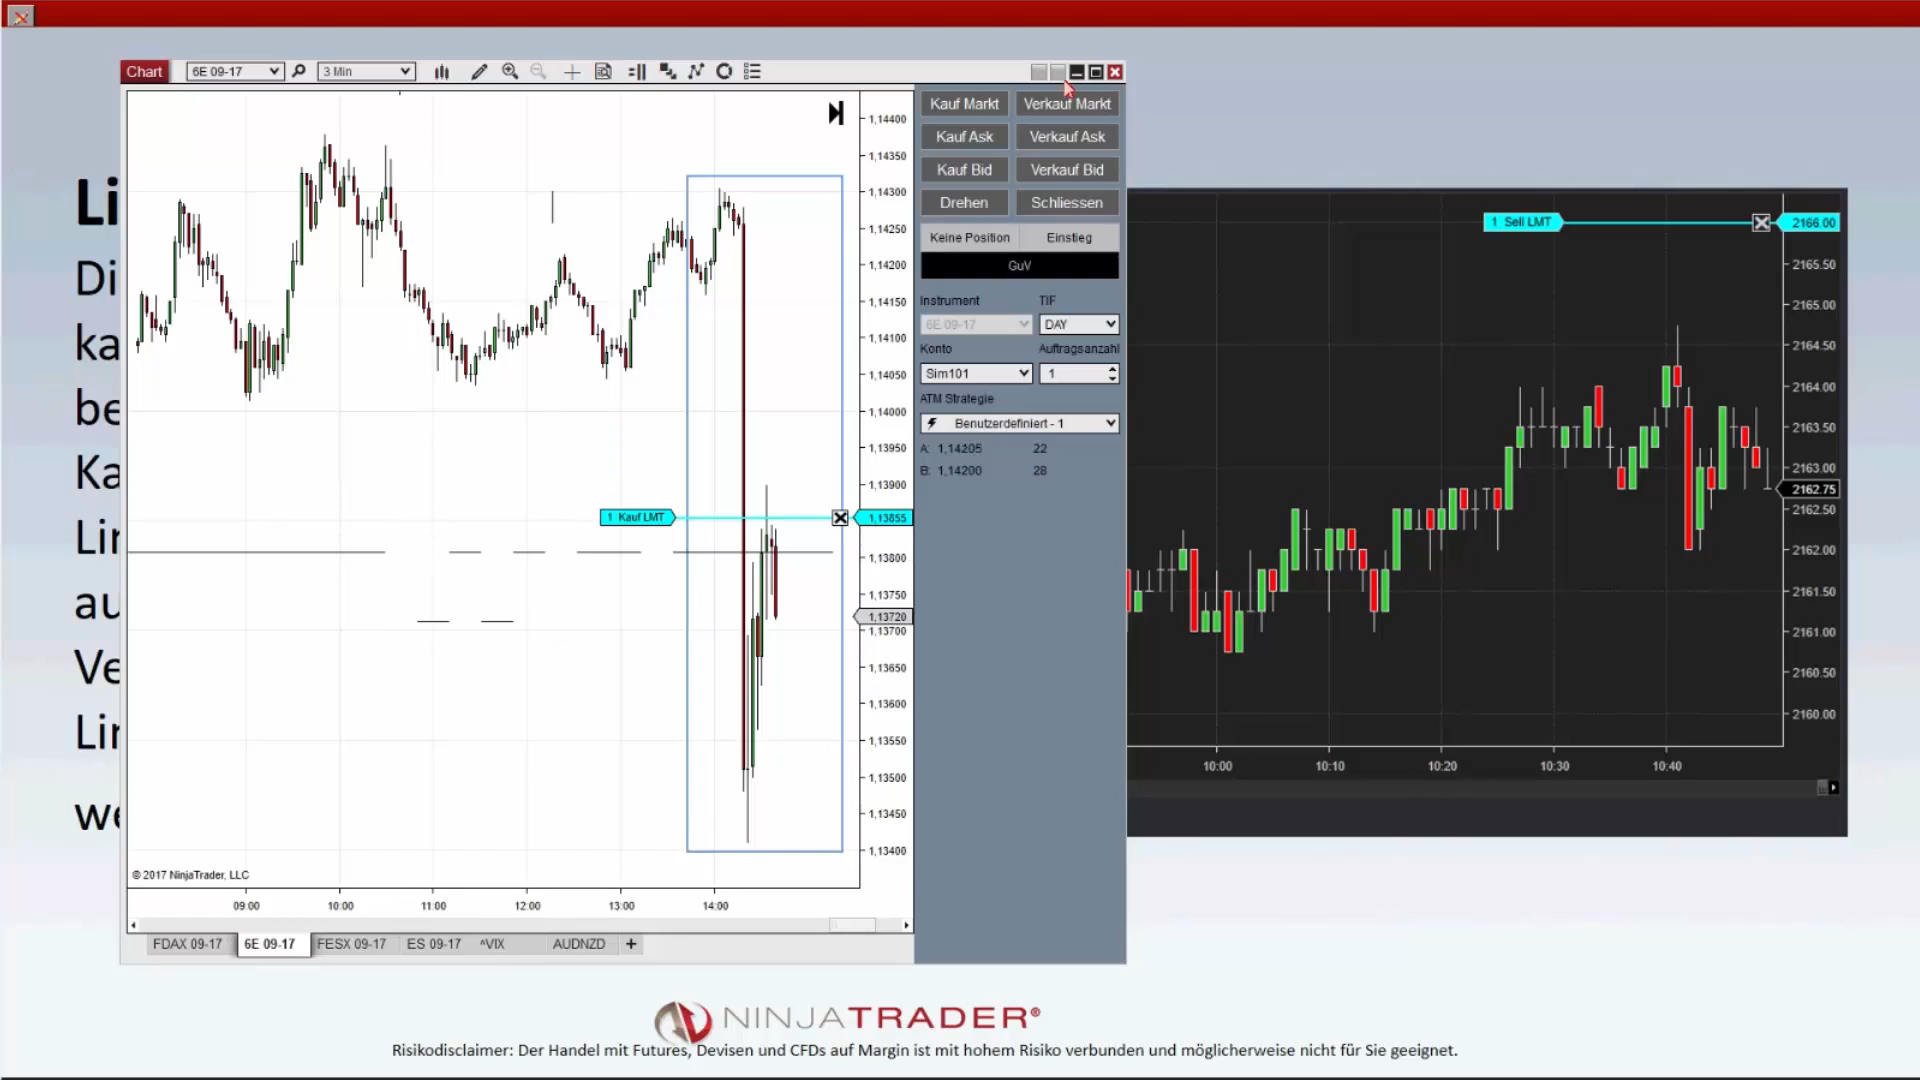 Chart 6E 09-17 3 Min
Kauf Markt Verkauf Markt
Kauf Ask Verkauf Ask
Kauf Bid Verkauf Bid
Drehen Schliessen
Keine Position Einstieg
GuV
Instrument TIF
6E 09-17 DAY
Konto Auftragsanzahl
Sim101 1
ATM Strategie
Benutzerdefiniert - 1
A: 1,14205 22
B: 1,14200 28
1,14400
1,14350
1,14300
1,14250
1,14200
1,14150
1,14100
1,14050
1,14000
1,13950
1,13900
1 Kauf LMT 1,13855
1,13800
1,13750
1,13720
1,13700
1,13650
1,13600
1,13550
1,13500
1,13450
1,13400
© 2017 NinjaTrader, LLC
09:00 10:00 11:00 12:00 13:00 14:00
FDAX 09-17 6E 09-17 FESX 09-17 ES 09-17 ^VIX AUDNZD +
1 Sell LMT 2166.00
2165.50
2165.00
2164.50
2164.00
2163.50
2163.00
2162.75
2162.50
2162.00
2161.50
2161.00
2160.50
2160.00
10:00 10:10 10:20 10:30 10:40
Li
Di
ka
be
Ka
Lir
au
Ve
Lir
we
NINJATRADER®
Risikodisclaimer: Der Handel mit Futures, Devisen und CFDs auf Margin ist mit hohem Risiko verbunden und möglicherweise nicht für Sie geeignet.